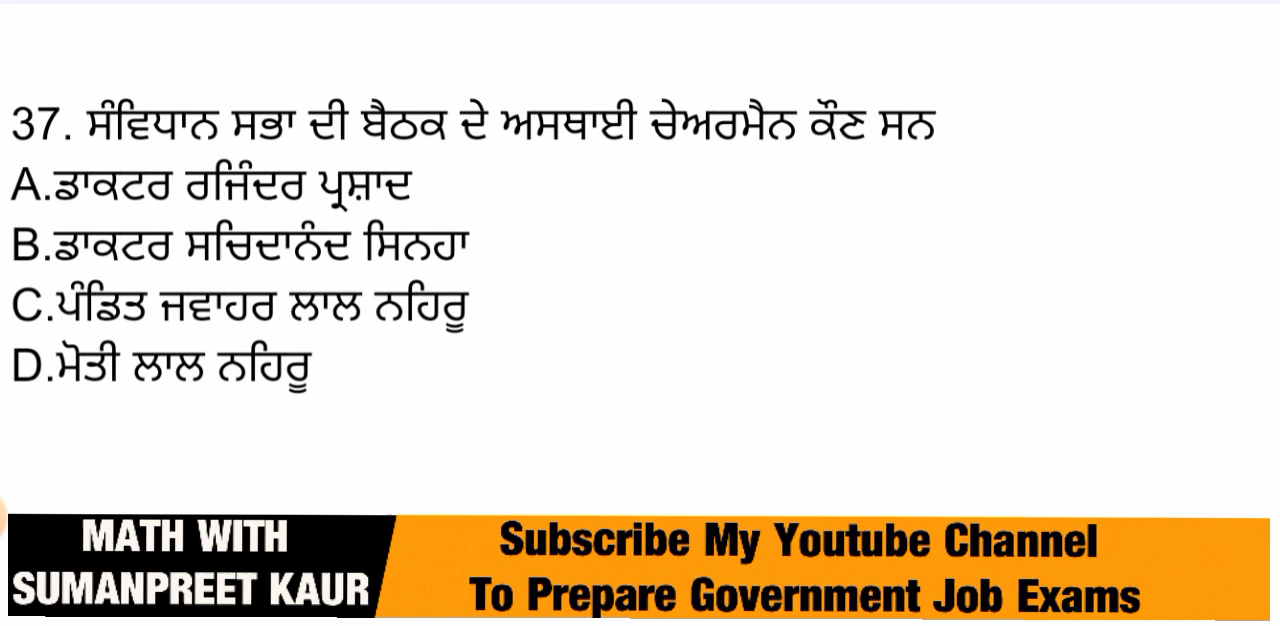 37. ਸੰਵਿਧਾਨ ਸਭਾ ਦੀ ਬੈਠਕ ਦੇ ਅਸਥਾਈ ਚੇਅਰਮੈਨ ਕੌਣ ਸਨ
A.ਡਾਕਟਰ ਰਜਿੰਦਰ ਪ੍ਰਸ਼ਾਦ
B.ਡਾਕਟਰ ਸਚਿਦਾਨੰਦ ਸਿਨਹਾ
C.ਪੰਡਿਤ ਜਵਾਹਰ ਲਾਲ ਨਹਿਰੂ
D.ਮੋਤੀ ਲਾਲ ਨਹਿਰੂ
MATH WITH
SUMANPREET KAUR
Subscribe My Youtube Channel
To Prepare Government Job Exams